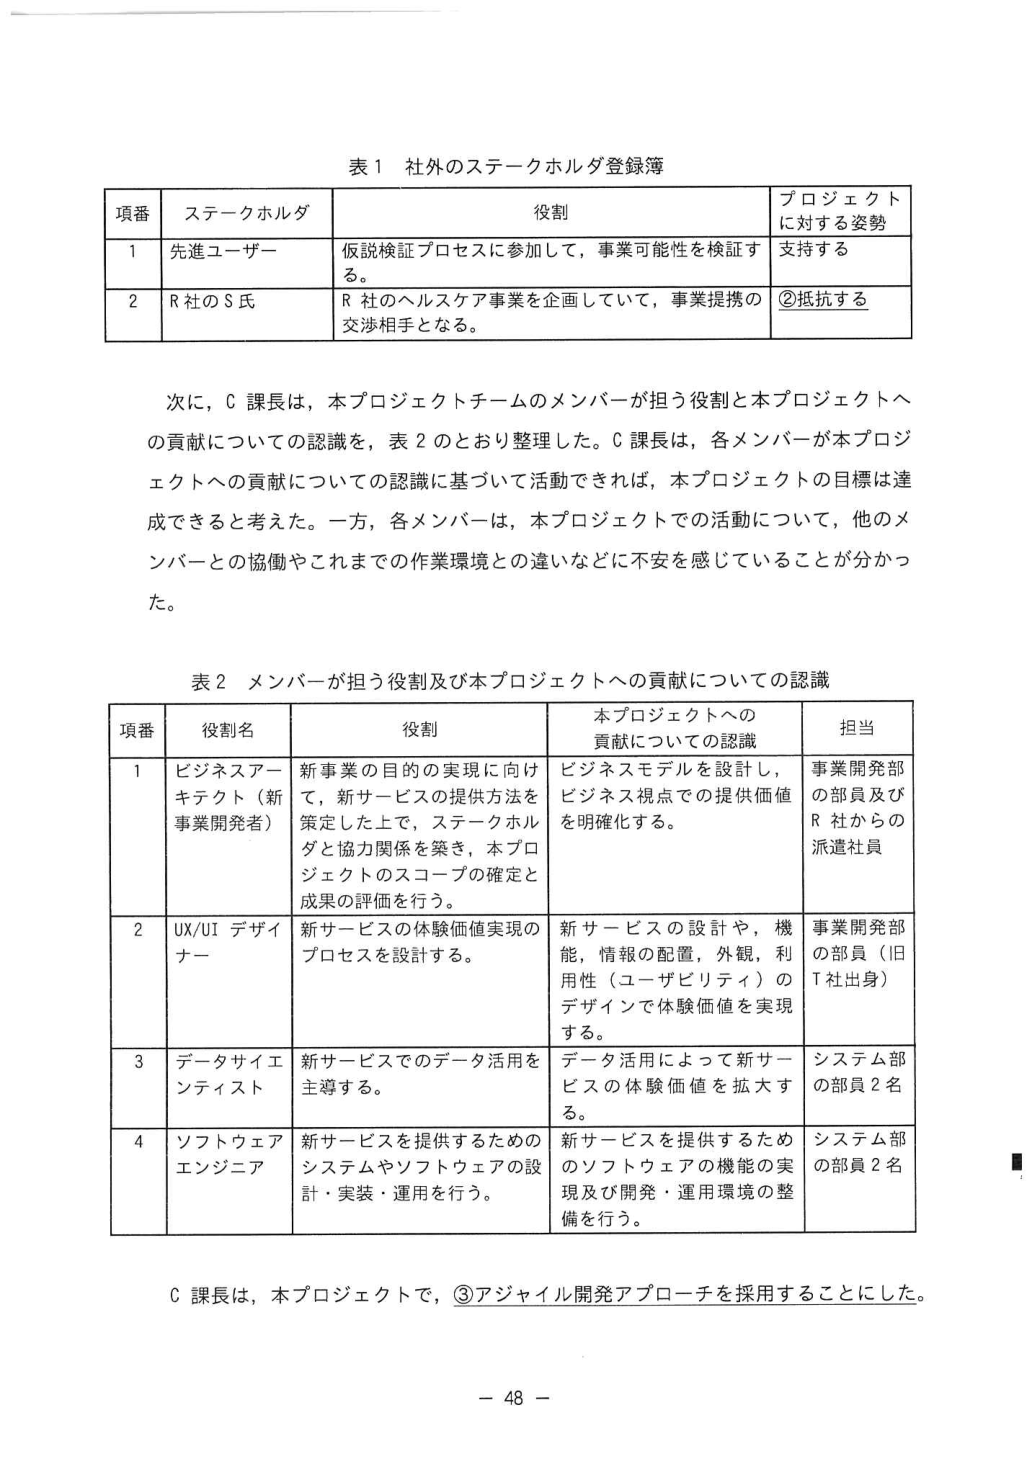 表1　社外のステークホルダ登録簿
項番
ステークホルダ
役割
プロジェクト
に対する姿勢
1
先進ユーザー
仮説検証プロセスに参加して，事業可能性を検証す
る。
支持する
2
R社のS氏
R 社のヘルスケア事業を企画していて，事業提携の
交渉相手となる。
②抵抗する
次に，C 課長は，本プロジェクトチームのメンバーが担う役割と本プロジェクトへ
の貢献についての認識を，表 2 のとおり整理した。C 課長は，各メンバーが本プロジ
ェクトへの貢献についての認識に基づいて活動できれば，本プロジェクトの目標は達
成できると考えた。一方，各メンバーは，本プロジェクトでの活動について，他のメ
ンバーとの協働やこれまでの作業環境との違いなどに不安を感じていることが分かっ
た。
表2　メンバーが担う役割及び本プロジェクトへの貢献についての認識
項番
役割名
役割
本プロジェクトへの
貢献についての認識
担当
1
ビジネスアー
キテクト（新
事業開発者）
新事業の目的の実現に向け
て，新サービスの提供方法を
策定した上で，ステークホル
ダと協力関係を築き，本プロ
ジェクトのスコープの確定と
成果の評価を行う。
ビジネスモデルを設計し，
ビジネス視点での提供価値
を明確化する。
事業開発部
の部員及び
R 社からの
派遣社員
2
UX/UI デザイ
ナー
新サービスの体験価値実現の
プロセスを設計する。
新サービスの設計や，機
能，情報の配置，外観，利
用性（ユーザビリティ）の
デザインで体験価値を実現
する。
事業開発部
の部員（旧
T社出身）
3
データサイエ
ンティスト
新サービスでのデータ活用を
主導する。
データ活用によって新サー
ビスの体験価値を拡大す
る。
システム部
の部員2名
4
ソフトウェア
エンジニア
新サービスを提供するための
システムやソフトウェアの設
計・実装・運用を行う。
新サービスを提供するため
のソフトウェアの機能の実
現及び開発・運用環境の整
備を行う。
システム部
の部員2名
C 課長は，本プロジェクトで，③アジャイル開発アプローチを採用することにした。
－ 48 －